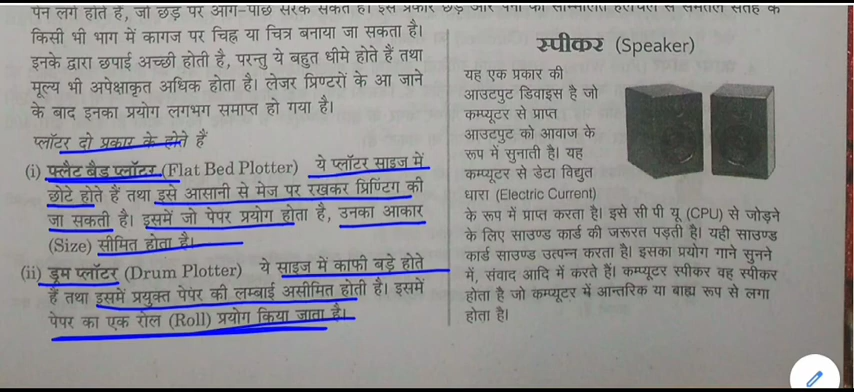 पेन लगे होते हैं, जो छड़ पर आगे-पीछे सरक सकते हैं। इस प्रकार छड़ और पेनों की सम्मिलित हलचल से समतल सतह के
किसी भी भाग में कागज पर चिह्न या चित्र बनाया जा सकता है।
इनके द्वारा छपाई अच्छी होती है, परन्तु ये बहुत धीमे होते हैं तथा
मूल्य भी अपेक्षाकृत अधिक होता है। लेजर प्रिण्टरों के आ जाने
के बाद इनका प्रयोग लगभग समाप्त हो गया है।
प्लॉटर दो प्रकार के होते हैं
(i) फ्लैट बैड प्लॉटर (Flat Bed Plotter) ये प्लॉटर साइज में
छोटे होते हैं तथा इसे आसानी से मेज पर रखकर प्रिण्टिग की
जा सकती है। इसमें जो पेपर प्रयोग होता है, उनका आकार
(Size) सीमित होता है।
(ii) ड्रम प्लॉटर (Drum Plotter) ये साइज में काफी बड़े होते
हैं तथा इसमें प्रयुक्त पेपर की लम्बाई असीमित होती है। इसमें
पेपर का एक रोल (Roll) प्रयोग किया जाता है।
स्पीकर (Speaker)
यह एक प्रकार की
आउटपुट डिवाइस है जो
कम्प्यूटर से प्राप्त
आउटपुट को आवाज के
रूप में सुनाती है। यह
कम्प्यूटर से डेटा विद्युत
धारा (Electric Current)
के रूप में प्राप्त करता है। इसे सी पी यू (CPU) से जोड़ने
के लिए साउण्ड कार्ड की जरूरत पड़ती है। यही साउण्ड
कार्ड साउण्ड उत्पन्न करता है। इसका प्रयोग गाने सुनने
में, संवाद आदि में करते हैं। कम्प्यूटर स्पीकर वह स्पीकर
होता है जो कम्प्यूटर में आन्तरिक या बाह्य रूप से लगा
होता है।